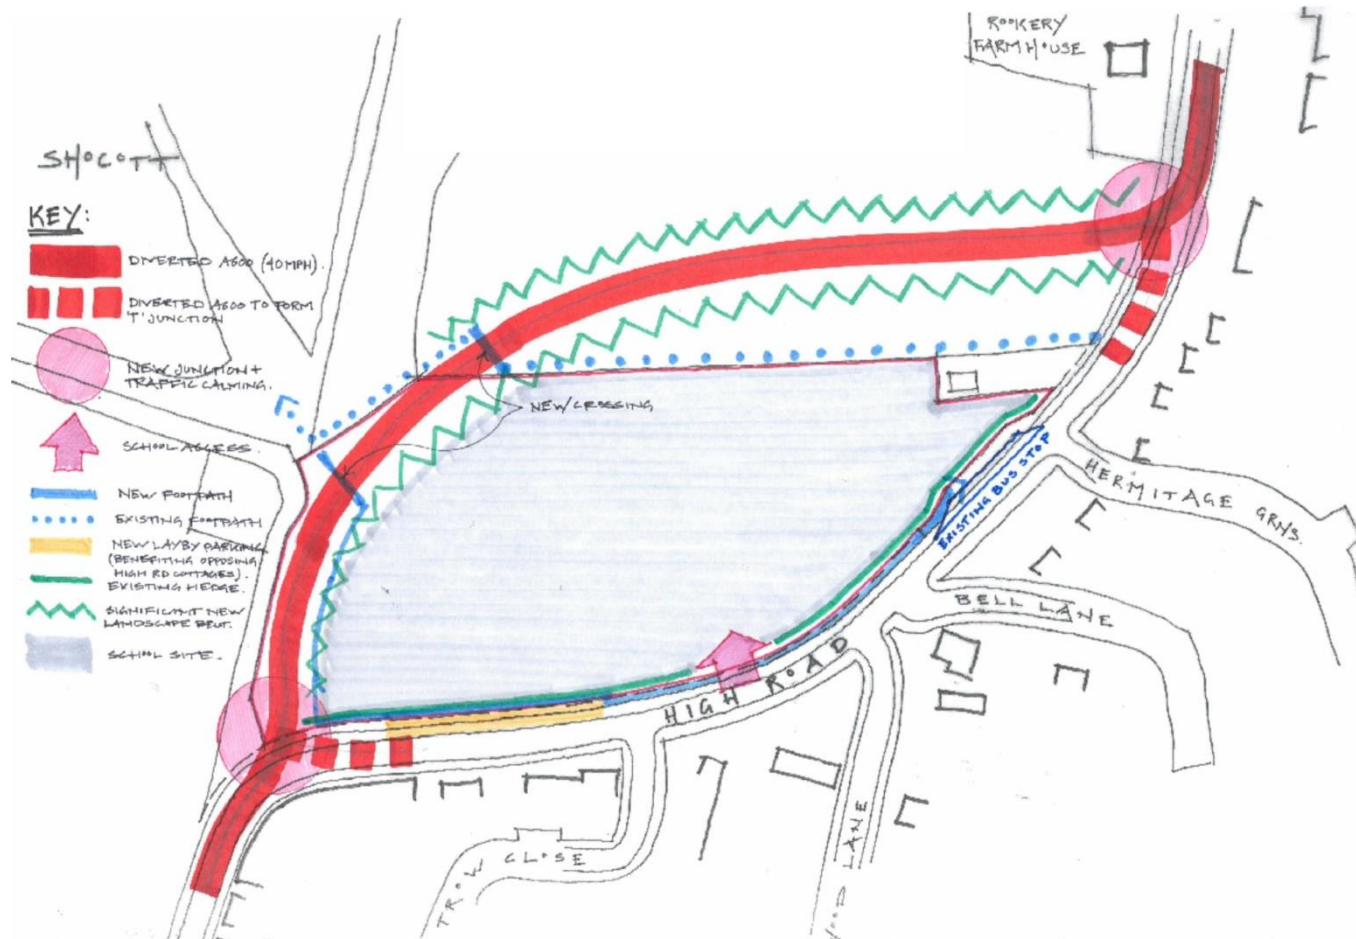 ROOKERY
FARMHOUSE
SHOCOTT
KEY:
DIVERTED A600 (40MPH).
DIVERTED A600 TO FORM
'T' JUNCTION
NEW JUNCTION +
TRAFFIC CALMING.
SCHOOL ACCESS.
NEW FOOTPATH
EXISTING FOOTPATH
NEW LAYBY PARKING
(BENEFITING OPPOSING
HIGH RD COTTAGES).
EXISTING HEDGE.
SIGNIFICANT NEW
LANDSCAPE BELT.
SCHOOL SITE.
NEW CROSSING
EXISTING BUS STOP
HERMITAGE GRNS.
BELL LANE
HIGH ROAD
TROW CLOSE
LANE